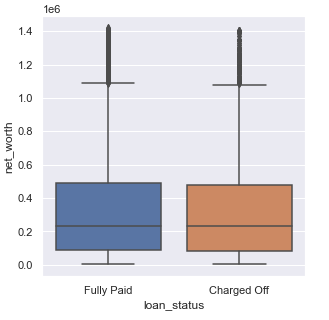 1e6
1.4
1.2
1.0
0.8
0.6
0.4
0.2
0.0
net_worth
Fully Paid
Charged Off
loan_status